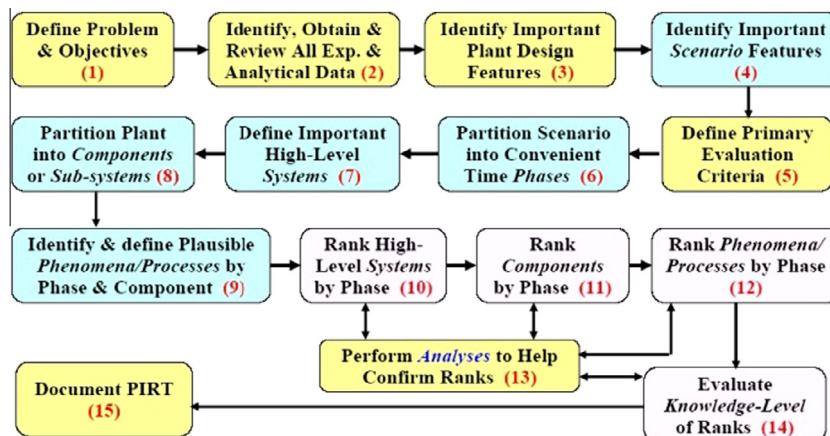 Define Problem
& Objectives
(1)
Identify, Obtain &
Review All Exp. &
Analytical Data (2)
Identify Important
Plant Design
Features (3)
Identify Important
Scenario Features
(4)
Partition Plant
into Components
or Sub-systems (8)
Define Important
High-Level
Systems (7)
Partition Scenario
into Convenient
Time Phases (6)
Define Primary
Evaluation
Criteria (5)
Identify & define Plausible
Phenomena/Processes by
Phase & Component (9)
Rank High-
Level Systems
by Phase (10)
Rank
Components
by Phase (11)
Rank Phenomena/
Processes by Phase
(12)
Perform Analyses to Help
Confirm Ranks (13)
Document PIRT
(15)
Evaluate
Knowledge-Level
of Ranks (14)